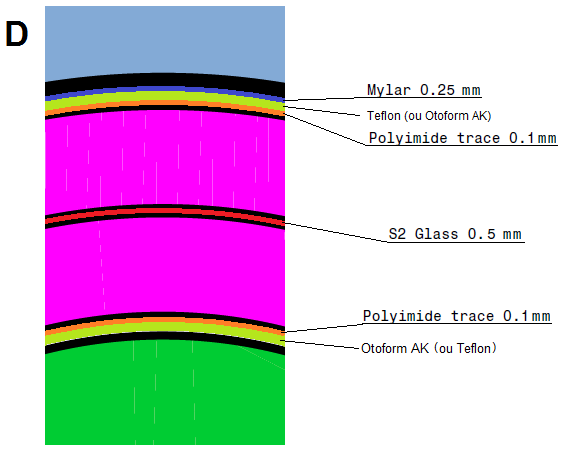 D
Mylar 0.25 mm
Teflon (ou Otoform AK)
Polyimide trace 0.1mm
S2 Glass 0.5 mm
Polyimide trace 0.1mm
Otoform AK (ou Teflon)